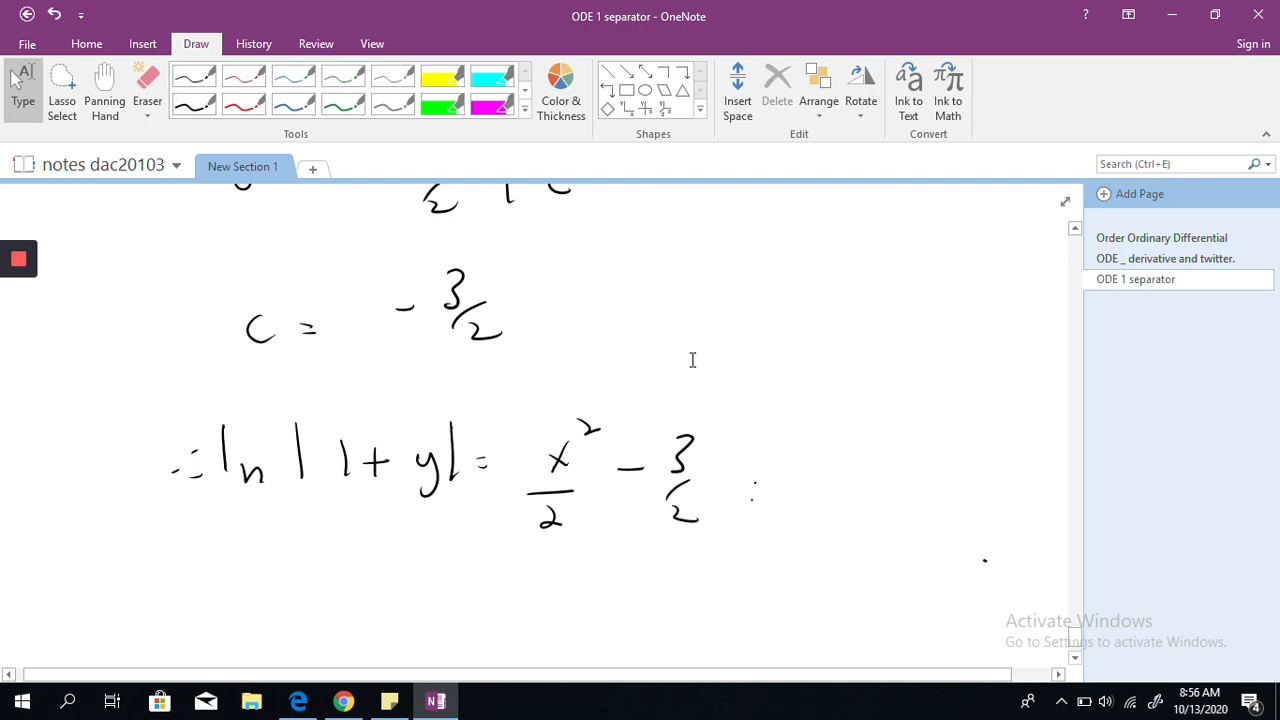 ODE 1 separator - OneNote
?
File Home Insert Draw History Review View Sign in
Type
Lasso Select
Panning Hand
Eraser
Color & Thickness
Insert Space
Delete
Arrange
Rotate
Ink to Text
Ink to Math
Tools Shapes Edit Convert
notes dac20103
New Section 1
Search (Ctrl+E)
Add Page
Order Ordinary Differential
ODE _ derivative and twitter.
ODE 1 separator
c = - 3/2
ln | 1 + y | = x²/2 - 3/2
Activate Windows
Go to Settings to activate Windows.
8:56 AM
10/13/2020
4